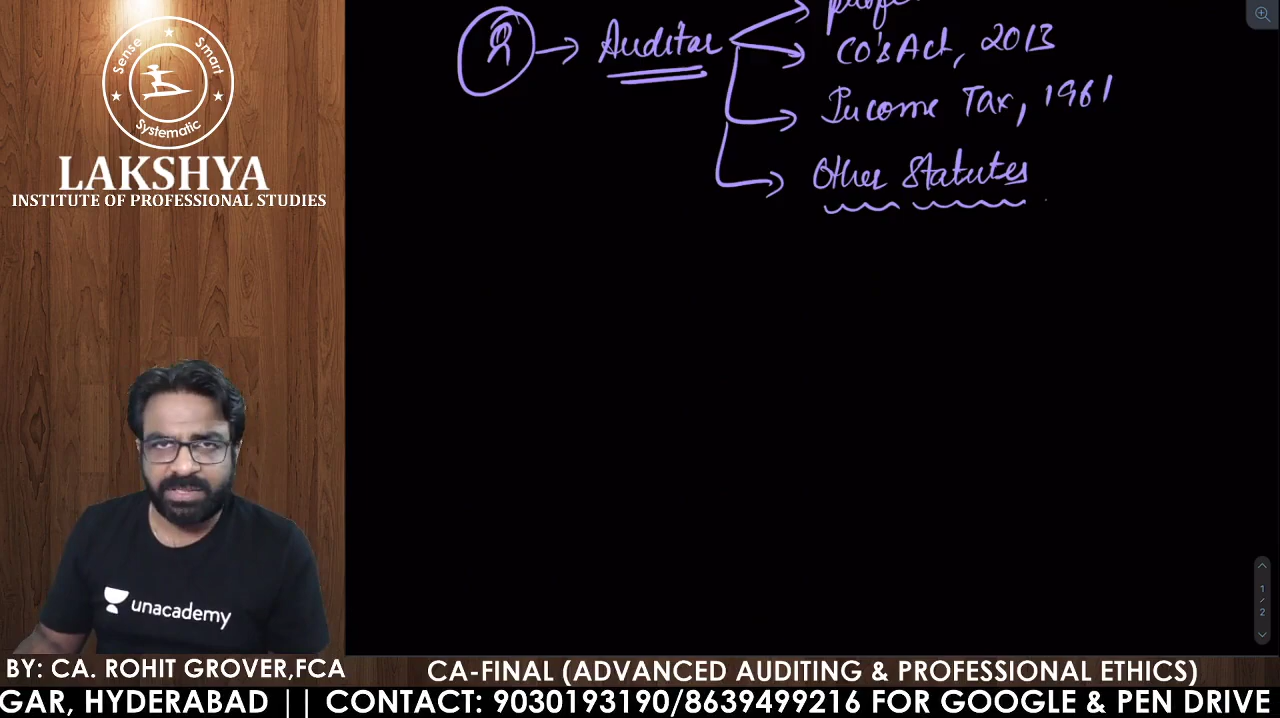 Sense
Smart
Systematic
LAKSHYA
INSTITUTE OF PROFESSIONAL STUDIES
Auditor
Co's Act, 2013
Income Tax, 1961
Other Statutes
1
/
2
unacademy
BY: CA. ROHIT GROVER,FCA
CA-FINAL (ADVANCED AUDITING & PROFESSIONAL ETHICS)
GAR, HYDERABAD || CONTACT: 9030193190/8639499216 FOR GOOGLE & PEN DRIVE